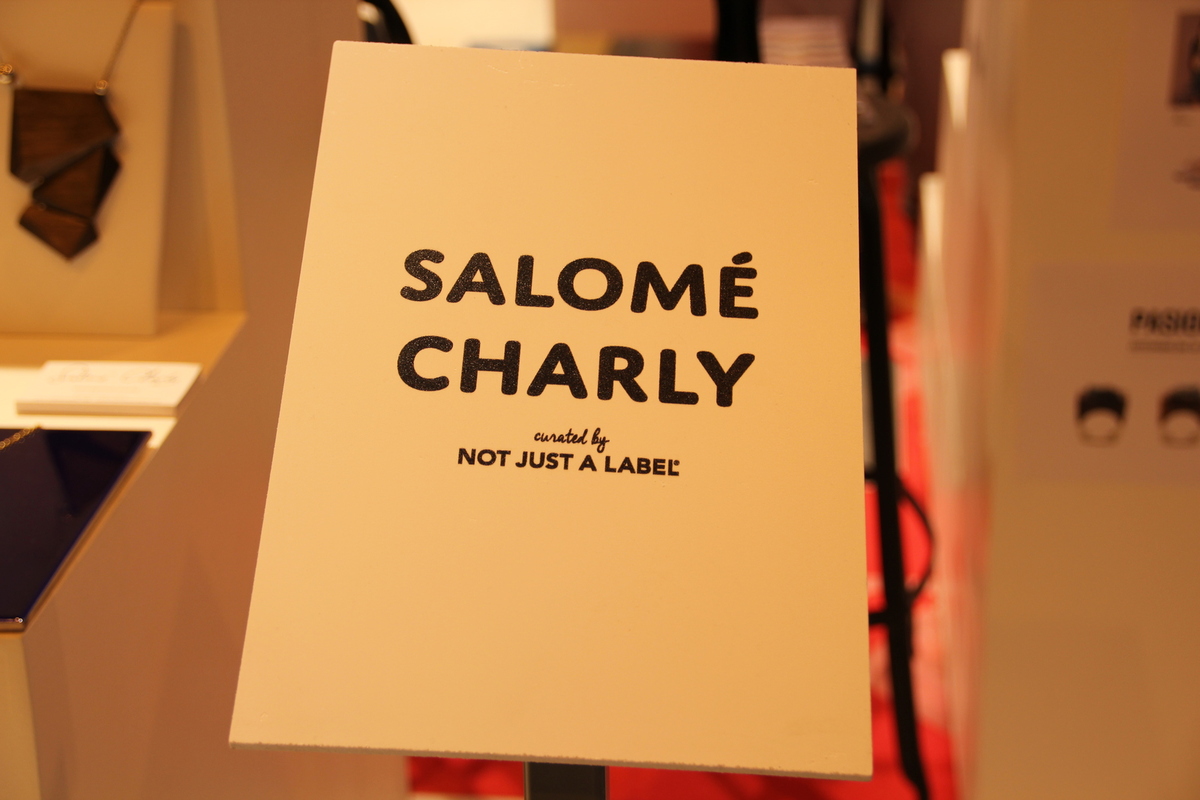 SALOMÉ
CHARLY
curated by
NOT JUST A LABEL